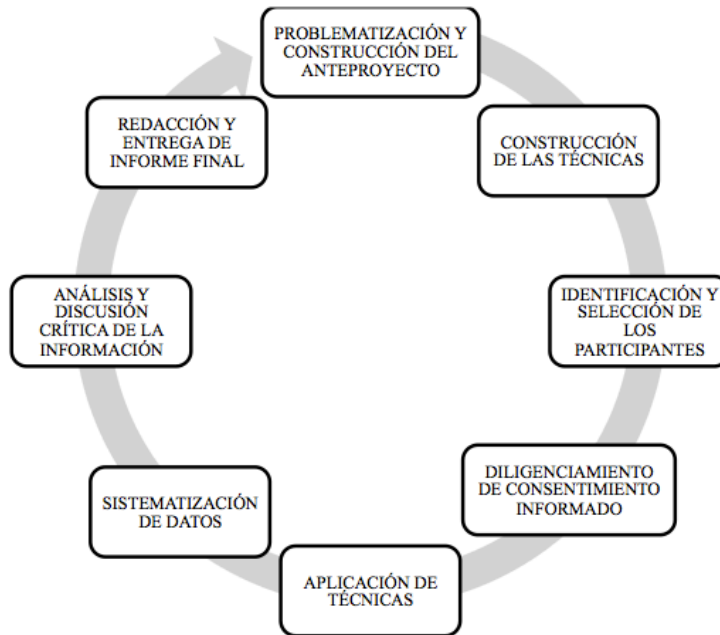 PROBLEMATIZACIÓN Y
CONSTRUCCIÓN DEL
ANTEPROYECTO
CONSTRUCCIÓN
DE LAS TÉCNICAS
IDENTIFICACIÓN Y
SELECCIÓN DE
LOS
PARTICIPANTES
DILIGENCIAMIENTO
DE CONSENTIMIENTO
INFORMADO
APLICACIÓN DE
TÉCNICAS
SISTEMATIZACIÓN
DE DATOS
ANÁLISIS Y
DISCUSIÓN
CRÍTICA DE LA
INFORMACIÓN
REDACCIÓN Y
ENTREGA DE
INFORME FINAL